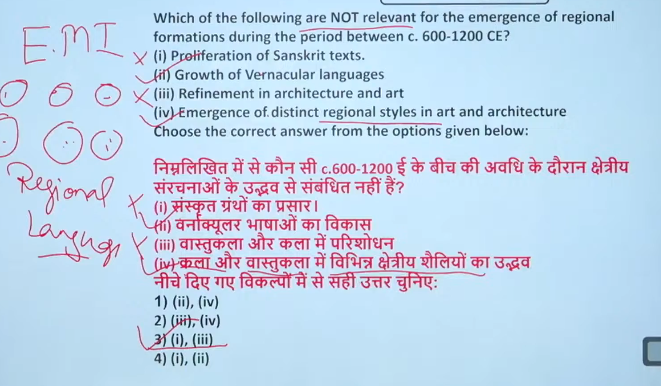 E.MI
Which of the following are NOT relevant for the emergence of regional
formations during the period between c. 600-1200 CE?
(i) Proliferation of Sanskrit texts.
(ii) Growth of Vernacular languages
(iii) Refinement in architecture and art
(iv) Emergence of distinct regional styles in art and architecture
Choose the correct answer from the options given below:
Regional
निम्नलिखित में से कौन सी c.600-1200 ई के बीच की अवधि के दौरान क्षेत्रीय
संरचनाओं के उद्भव से संबंधित नहीं हैं?
(i) संस्कृत ग्रंथों का प्रसार।
(ii) वर्नाक्यूलर भाषाओं का विकास
(iii) वास्तुकला और कला में परिशोधन
(iv) कला और वास्तुकला में विभिन्न क्षेत्रीय शैलियों का उद्भव
नीचे दिए गए विकल्पों में से सही उत्तर चुनिए:
1) (ii), (iv)
2) (iii), (iv)
3) (i), (iii)
4) (i), (ii)